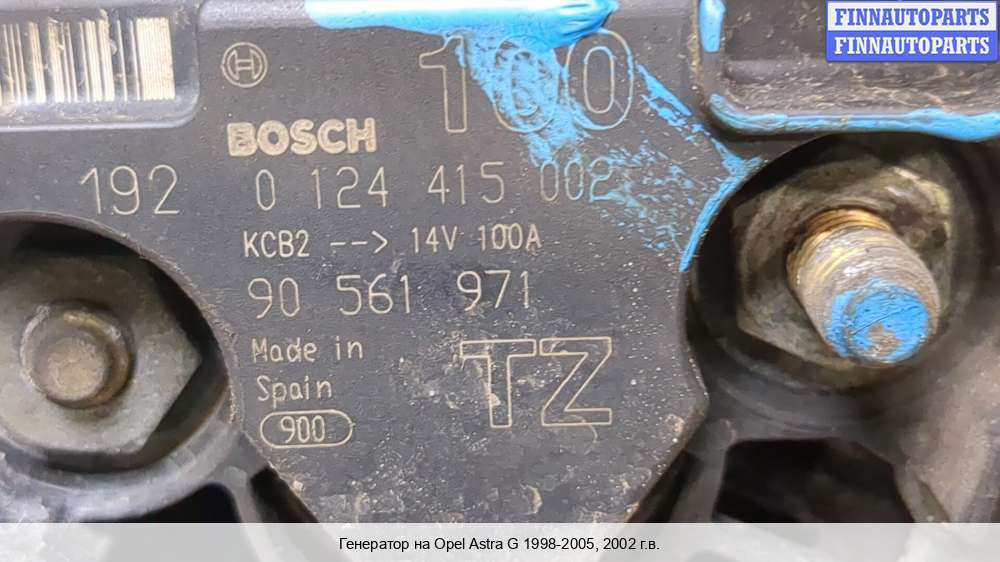 FINNAUTOPARTS
FINNAUTOPARTS
100
BOSCH
192 0 124 415 002
KCB2 --> 14V 100A
90 561 971
Made in
Spain
TZ
900
Генератор на Opel Astra G 1998-2005, 2002 г.в.